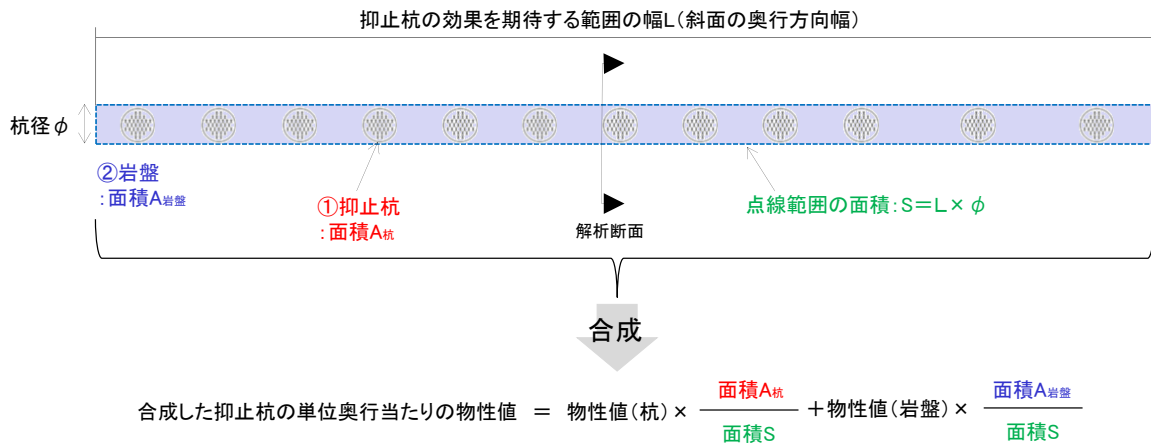 抑止杭の効果を期待する範囲の幅L(斜面の奥行方向幅)
杭径φ
②岩盤
:面積A岩盤
①抑止杭
:面積A杭
解析断面
点線範囲の面積:S=L×φ
合成
合成した抑止杭の単位奥行当たりの物性値 = 物性値(杭)× 面積A杭 / 面積S +物性値(岩盤)× 面積A岩盤 / 面積S